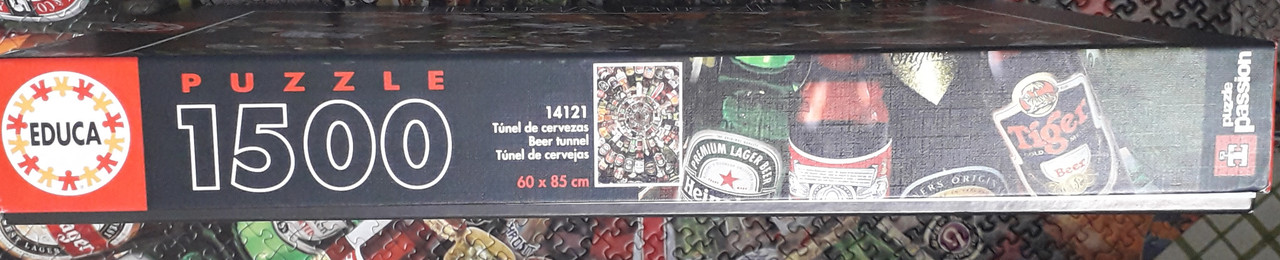 EDUCA
PUZZLE
1500
14121
Túnel de cervezas
Beer tunnel
Túnel de cervejas
60 x 85 cm
PREMIUM LAGER BEER
Tiger
Beer
puzzle
passion
LAGER